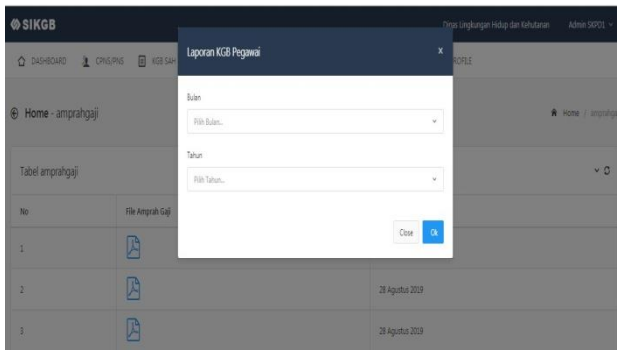 SIKGB
Dinas Lingkungan Hidup dan Kehutanan Admin SKPD1
DASHBOARD CPNS/PNS KGB SAH
Laporan KGB Pegawai x
Bulan
Pilih Bulan...
Tahun
Pilih Tahun...
Close Ok
Home - amprahgaji
Home /
Tabel amprahgaji
No File Amprah Gaji
1
2 28 Agustus 2019
3 28 Agustus 2019